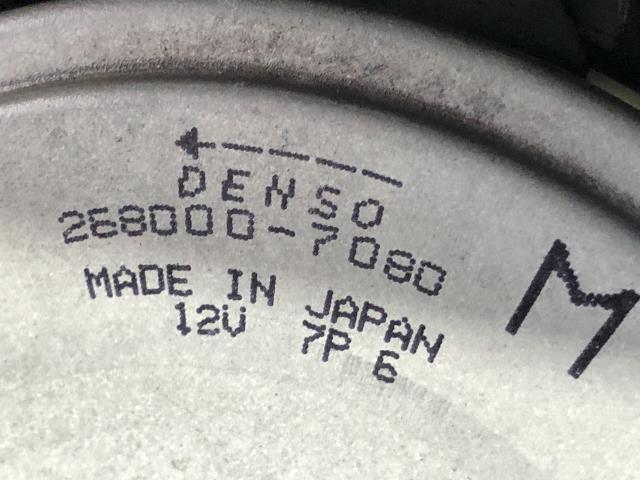 DENSO
268000-7080
MADE IN JAPAN
12V 7P 6
M